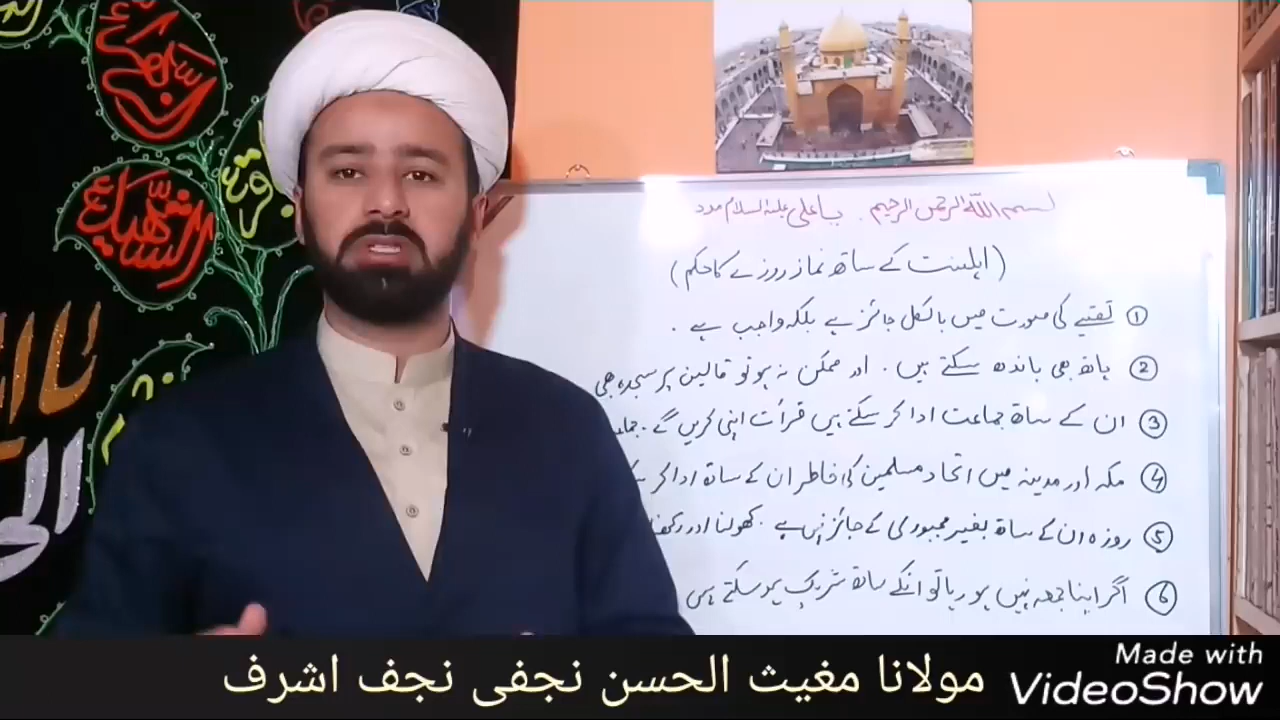 بسم اللہ الرحمن الرحیم . یا علی علیہ السلام مدد
(اہلسنت کے ساتھ نماز روزے کا حکم)
① تقیے کی صورت میں بالکل جائز ہے بلکہ واجب ہے .
② ہاتھ بھی باندھ سکتے ہیں . اور ممکن نہ ہو تو قالین پر سجدہ بھی
③ ان کے ساتھ جماعت ادا کر سکتے ہیں قرأت اپنی کریں گے .
④ مکہ اور مدینہ میں اتحاد مسلمین کی خاطر ان کے ساتھ ادا کر
⑤ روزہ ان کے ساتھ بغیر مجبوری کے جائز نہیں ہے . کھولنا اور رکھنا
⑥ اگر اپنا جمعہ نہیں ہو رہا تو انکے ساتھ شریک ہو سکتے ہیں
مولانا مغیث الحسن نجفی نجف اشرف
Made with
VideoShow